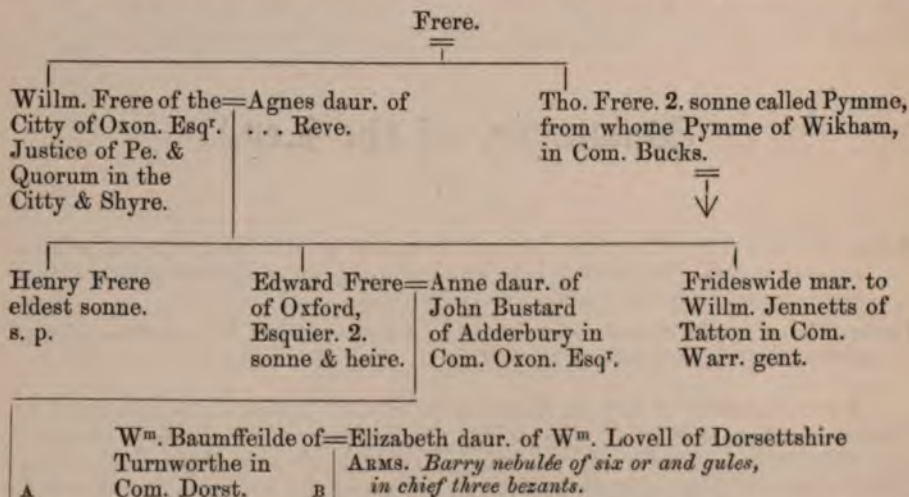 Frere.
Willm. Frere of the=Agnes daur. of
Citty of Oxon. Esqr. . . . Reve.
Justice of Pe. &
Quorum in the
Citty & Shyre.
Tho. Frere. 2. sonne called Pymme,
from whome Pymme of Wikham,
in Com. Bucks.
Henry Frere
eldest sonne.
s. p.
Edward Frere=Anne daur. of
of Oxford, John Bustard
Esquier. 2. of Adderbury in
sonne & heire. Com. Oxon. Esqr.
Frideswide mar. to
Willm. Jennetts of
Tatton in Com.
Warr. gent.
Wm. Baumffeilde of=Elizabeth daur. of Wm. Lovell of Dorsettshire
Turnworthe in ARMS. Barry nebulée of six or and gules,
A Com. Dorst. B in chief three bezants.